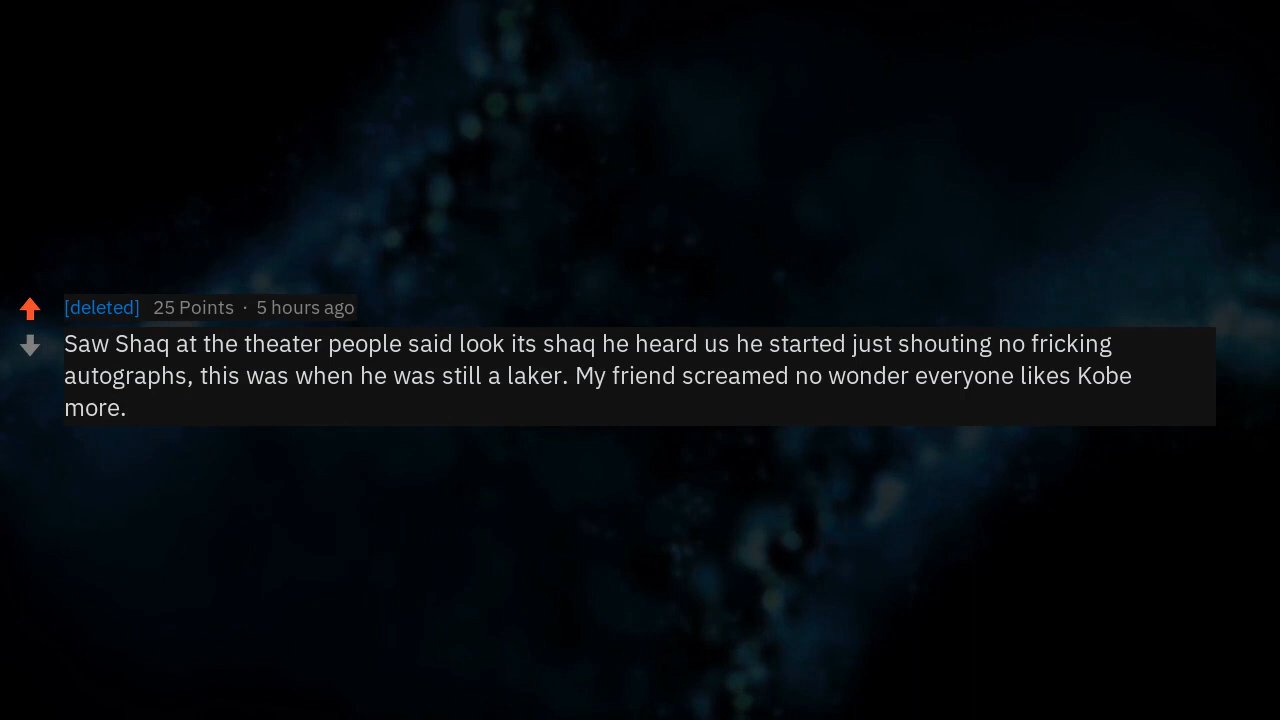 [deleted] 25 Points · 5 hours ago
Saw Shaq at the theater people said look its shaq he heard us he started just shouting no fricking
autographs, this was when he was still a laker. My friend screamed no wonder everyone likes Kobe
more.